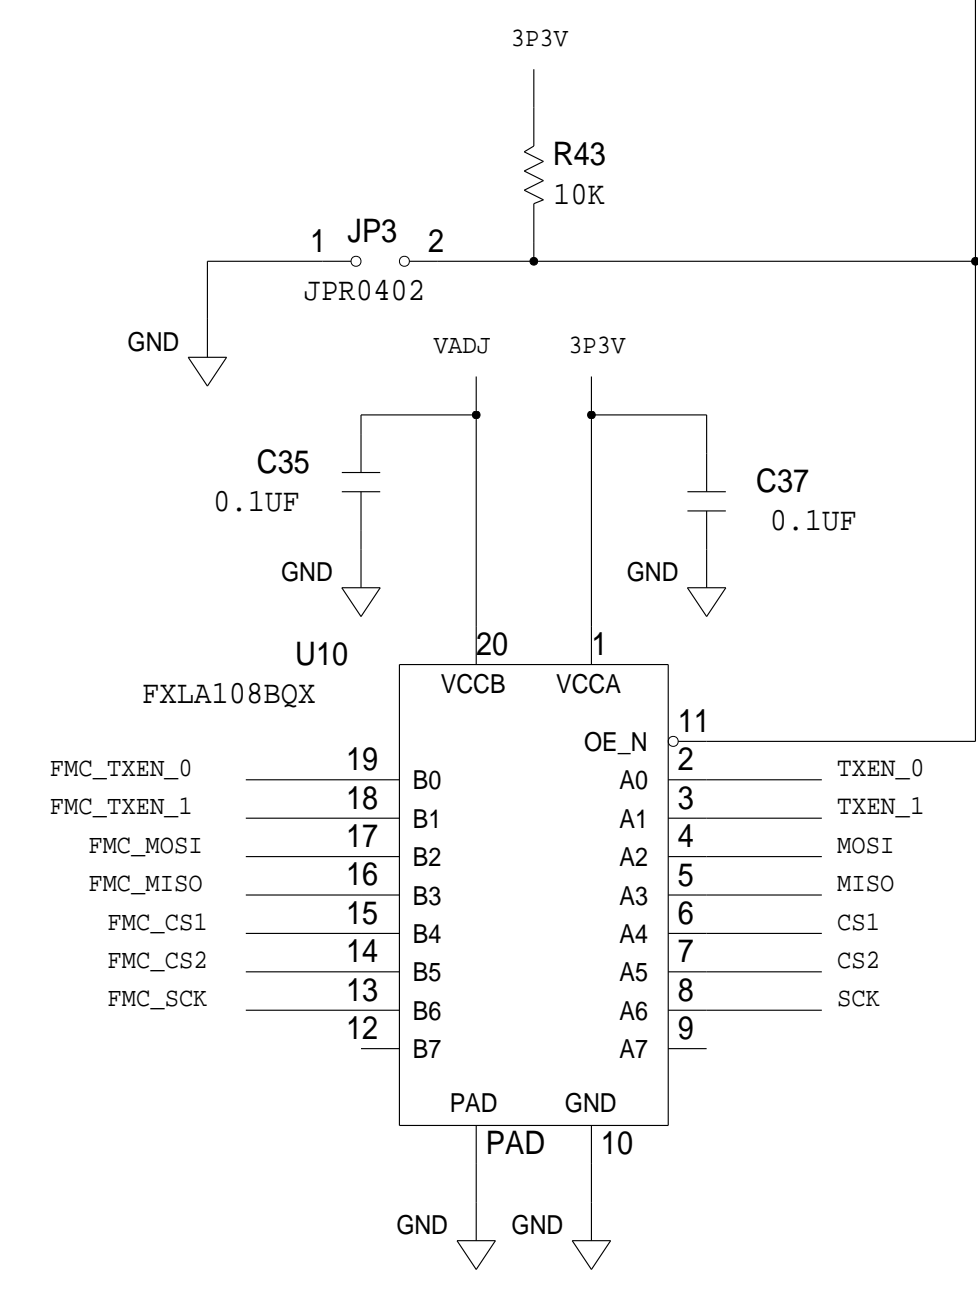 3P3V
R43
10K
1 JP3 2
JPR0402
GND
VADJ 3P3V
C35
0.1UF
C37
0.1UF
GND GND
U10
20 1
FXLA108BQX
VCCB VCCA
OE_N 11
FMC_TXEN_0 19 B0 A0 2 TXEN_0
FMC_TXEN_1 18 B1 A1 3 TXEN_1
FMC_MOSI 17 B2 A2 4 MOSI
FMC_MISO 16 B3 A3 5 MISO
FMC_CS1 15 B4 A4 6 CS1
FMC_CS2 14 B5 A5 7 CS2
FMC_SCK 13 B6 A6 8 SCK
12 B7 A7 9
PAD GND
PAD 10
GND GND